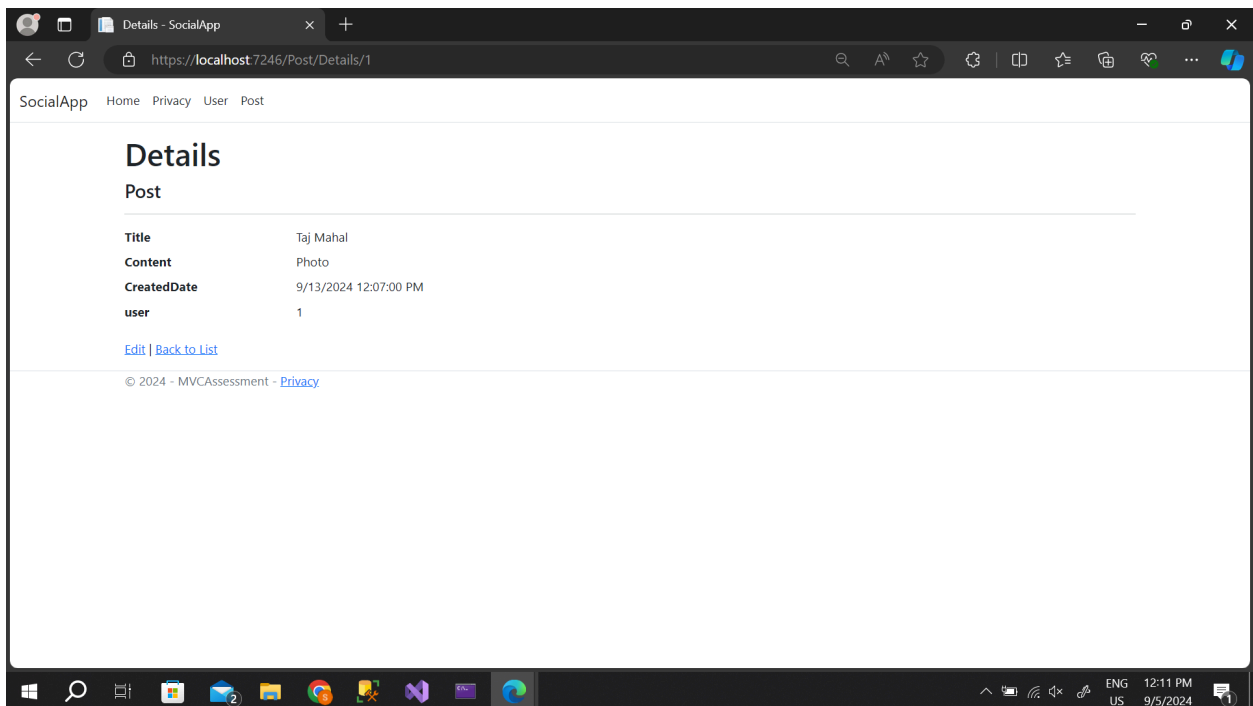 Details - SocialApp
https://localhost:7246/Post/Details/1
SocialApp Home Privacy User Post
Details
Post
Title Taj Mahal
Content Photo
CreatedDate 9/13/2024 12:07:00 PM
user 1
Edit | Back to List
© 2024 - MVCAssessment - Privacy
2
ENG 12:11 PM
US 9/5/2024
1